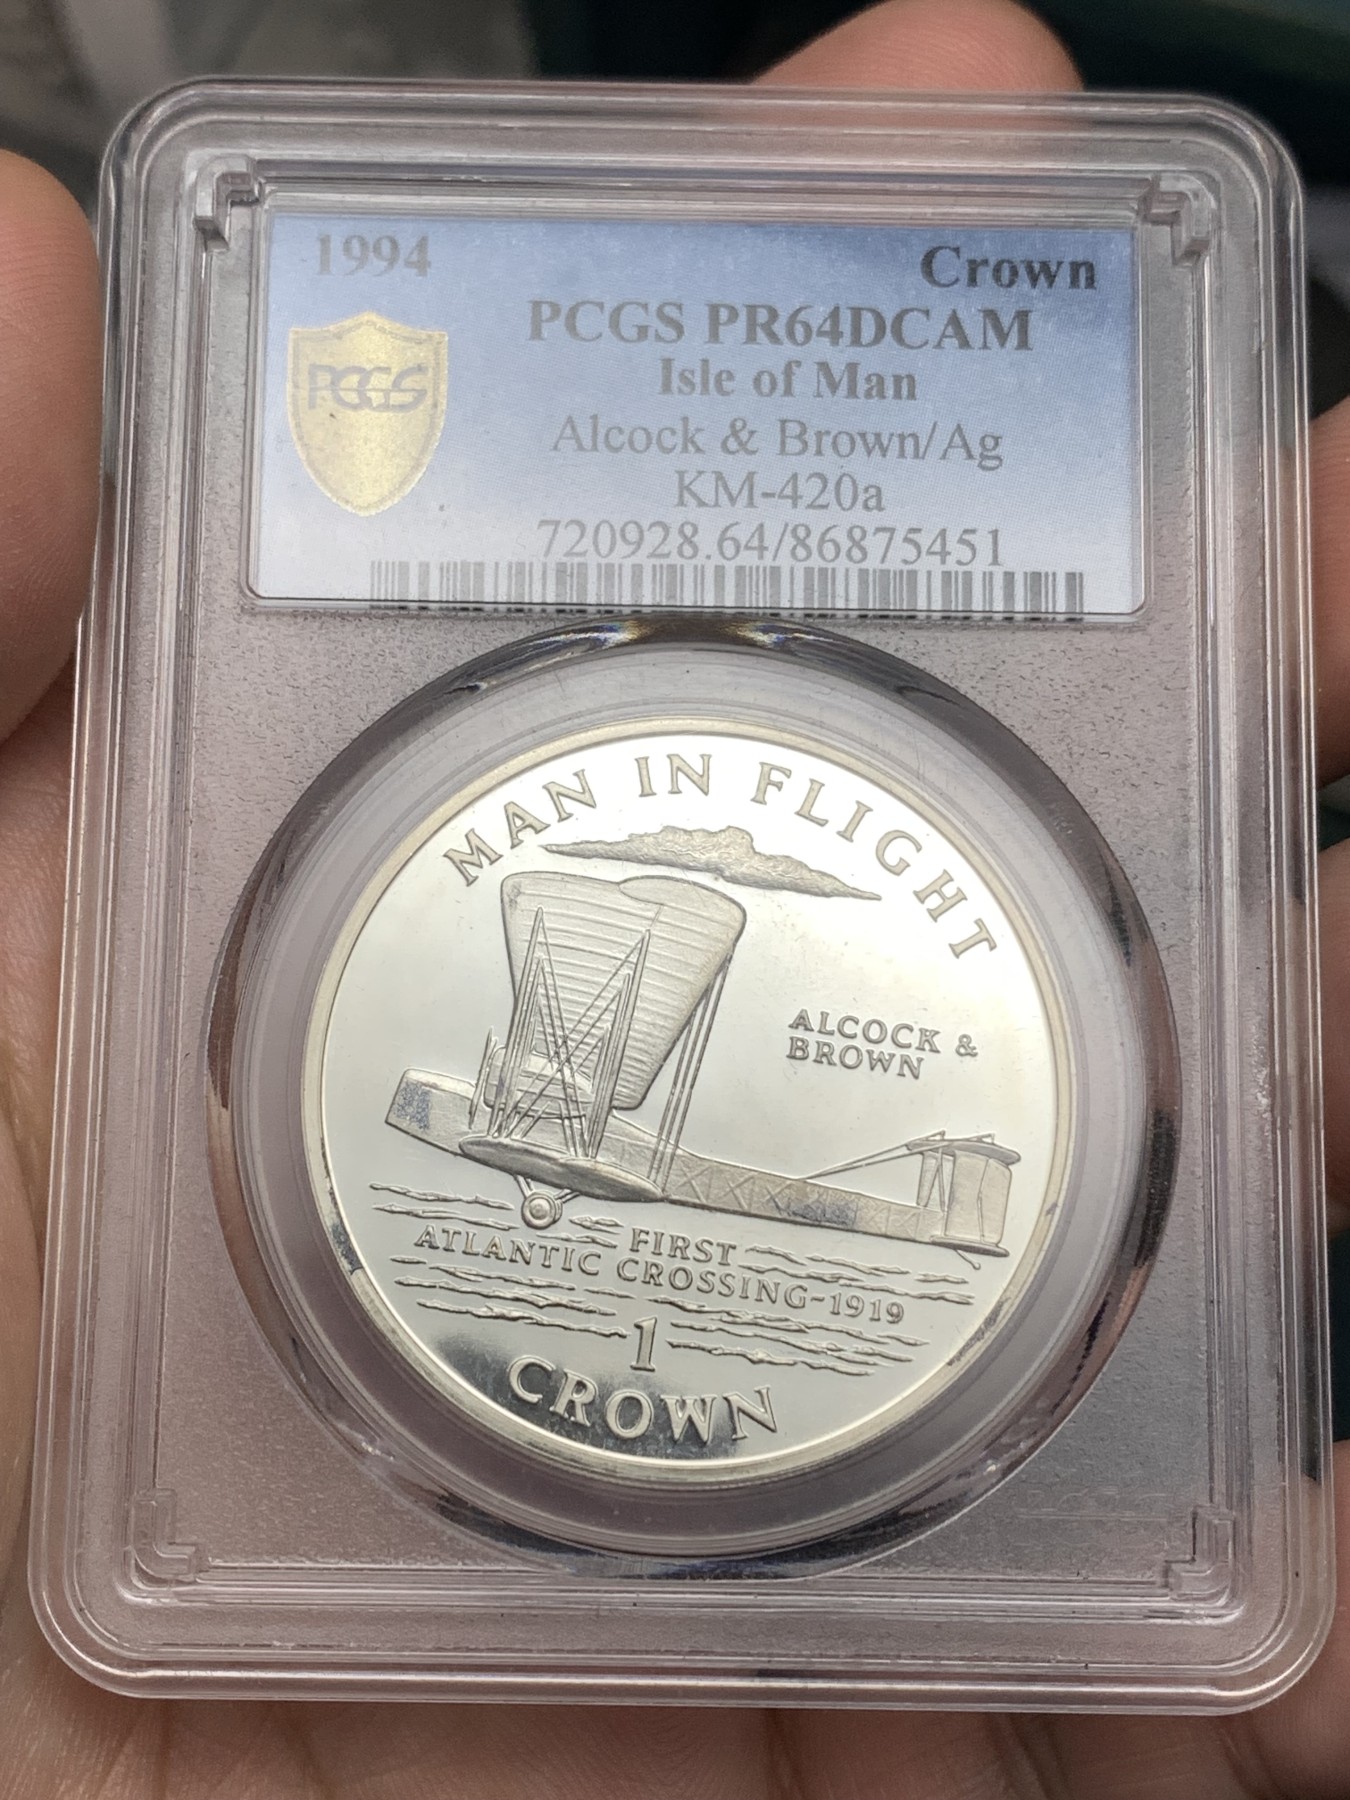 1994 Crown
PCGS PR64DCAM
PCGS
Isle of Man
Alcock & Brown/Ag
KM-420a
720928.64/86875451
MAN IN FLIGHT
ALCOCK &
BROWN
FIRST
ATLANTIC CROSSING-1919
1
CROWN